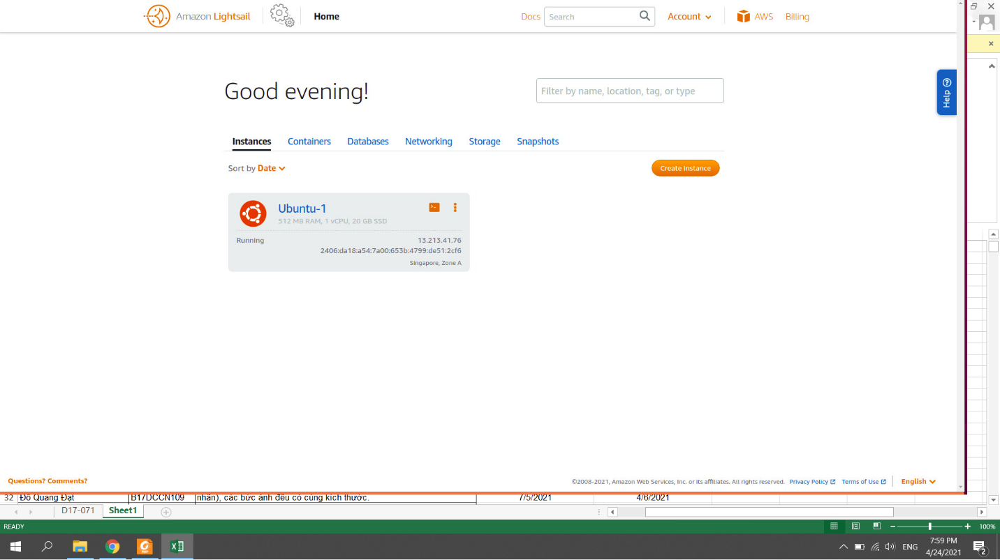 Amazon Lightsail
Home
Docs
Search
Account
AWS
Billing
Help
Good evening!
Filter by name, location, tag, or type
Instances
Containers
Databases
Networking
Storage
Snapshots
Sort by Date
Create instance
Ubuntu-1
512 MB RAM, 1 vCPU, 20 GB SSD
Running
13.213.41.76
2406:da18:a54:7a00:653b:4799:de51:2cf6
Singapore, Zone A
Questions? Comments?
©2008-2021, Amazon Web Services, Inc. or its affiliates. All rights reserved.
Privacy Policy
Terms of Use
English
32 Đỗ Quang Đạt B17DCCN109 nhãn), các bức ảnh đều có cùng kích thước. 7/5/2021 4/6/2021
D17-071 Sheet1
READY
100%
ENG
7:59 PM
4/24/2021
2